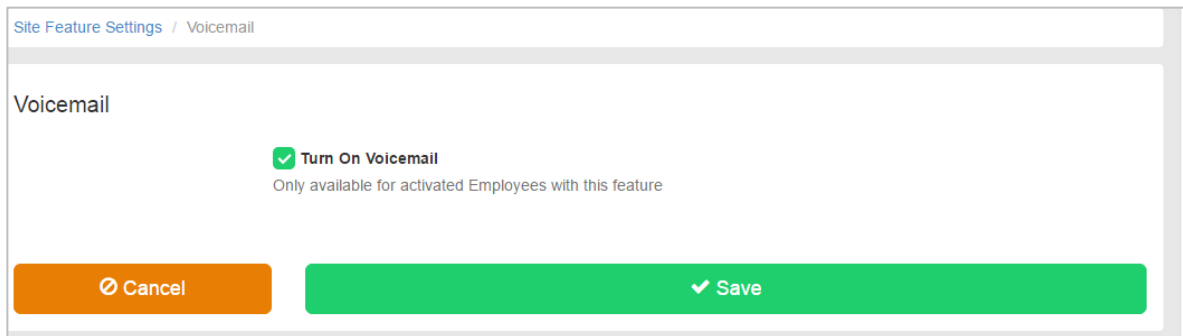 Site Feature Settings / Voicemail
Voicemail
Turn On Voicemail
Only available for activated Employees with this feature
Cancel
Save